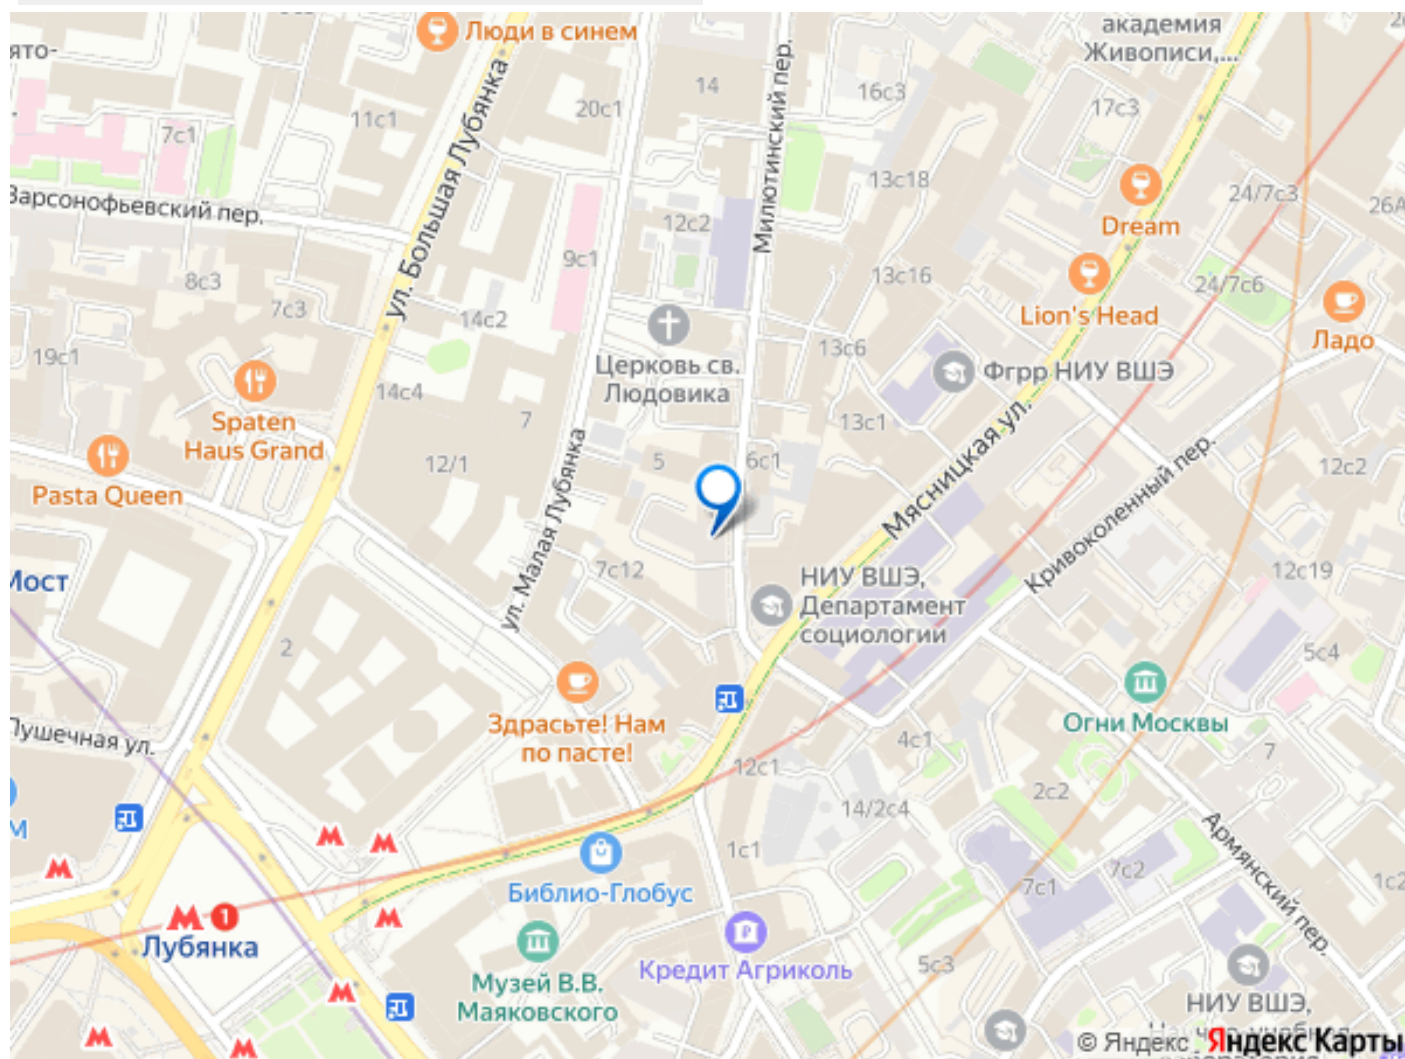 Люди в синем
академия
Живописи,...
ято-
14
16с3
17с3
20с1
11с1
7с1
ул. Большая Лубянка
Милютинский пер.
13с18
24/7с3
26А
Dream
Варсонофьевский пер.
12с2
9с1
8с3
7с3
14с2
13с16
24/7с6
Lion's Head
Ладо
19с1
Церковь св.
Людовика
13с6
Фгрр НИУ ВШЭ
14с4
7
13с1
Spaten
Haus Grand
12/1
5
6с1
Мясницкая ул.
12с2
Pasta Queen
ул. Малая Лубянка
Кривоколенный пер.
Мост
7с12
НИУ ВШЭ,
Департамент
социологии
12с19
2
5с4
Здрасьте! Нам
по пасте!
Огни Москвы
Пушечная ул.
4с1
7
12с1
2с2
14/2с4
М
Армянский пер.
1с1
7с2
7с1
1с2
Библио-Глобус
1
Лубянка
Музей В.В.
Маяковского
Кредит Агриколь
5с3
НИУ ВШЭ,
© Яндекс Яндекс Карты